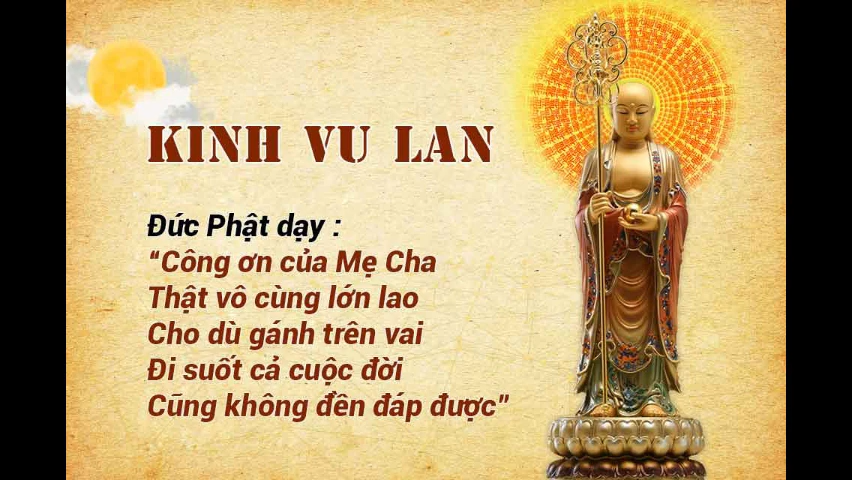 KINH VU LAN
Đức Phật dạy :
“Công ơn của Mẹ Cha
Thật vô cùng lớn lao
Cho dù gánh trên vai
Đi suốt cả cuộc đời
Cũng không đền đáp được”